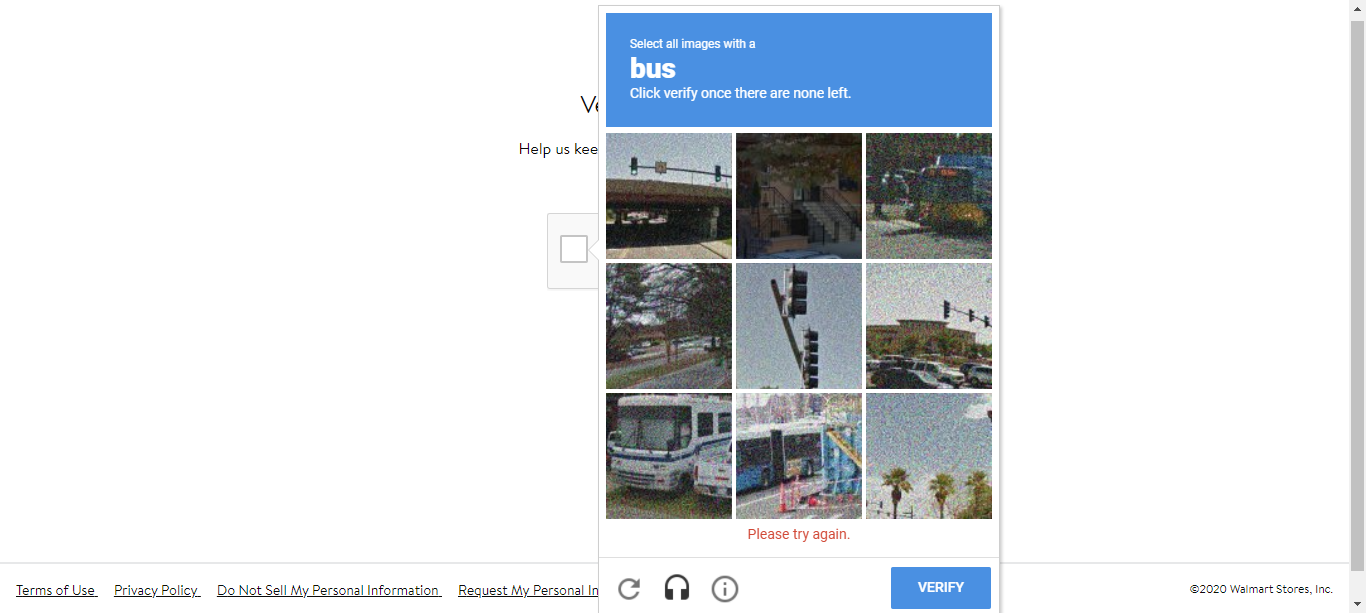 Select all images with a
bus
Click verify once there are none left.
Help us kee
Please try again.
VERIFY
Terms of Use Privacy Policy Do Not Sell My Personal Information Request My Personal In
©2020 Walmart Stores, Inc.